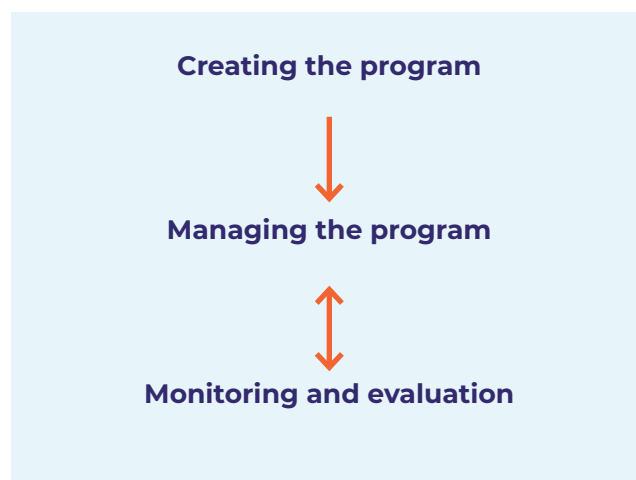 Creating the program
Managing the program
Monitoring and evaluation